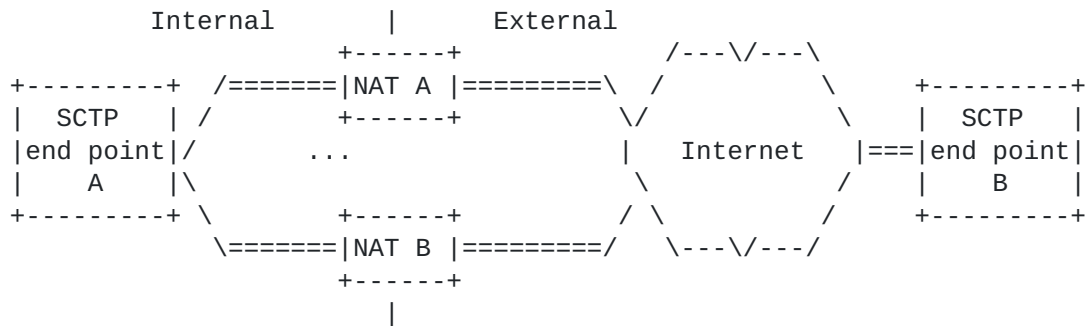 Internal | External
+------+ /---\/---\
+---------+ /=======|NAT A |=========\ / \ +---------+
| SCTP | / +------+ \/ \ | SCTP |
|end point|/ ... | Internet |===|end point|
| A |\ \ / | B |
+---------+ \ +------+ / \ / +---------+
\=======|NAT B |=========/ \---\/---/
+------+
|